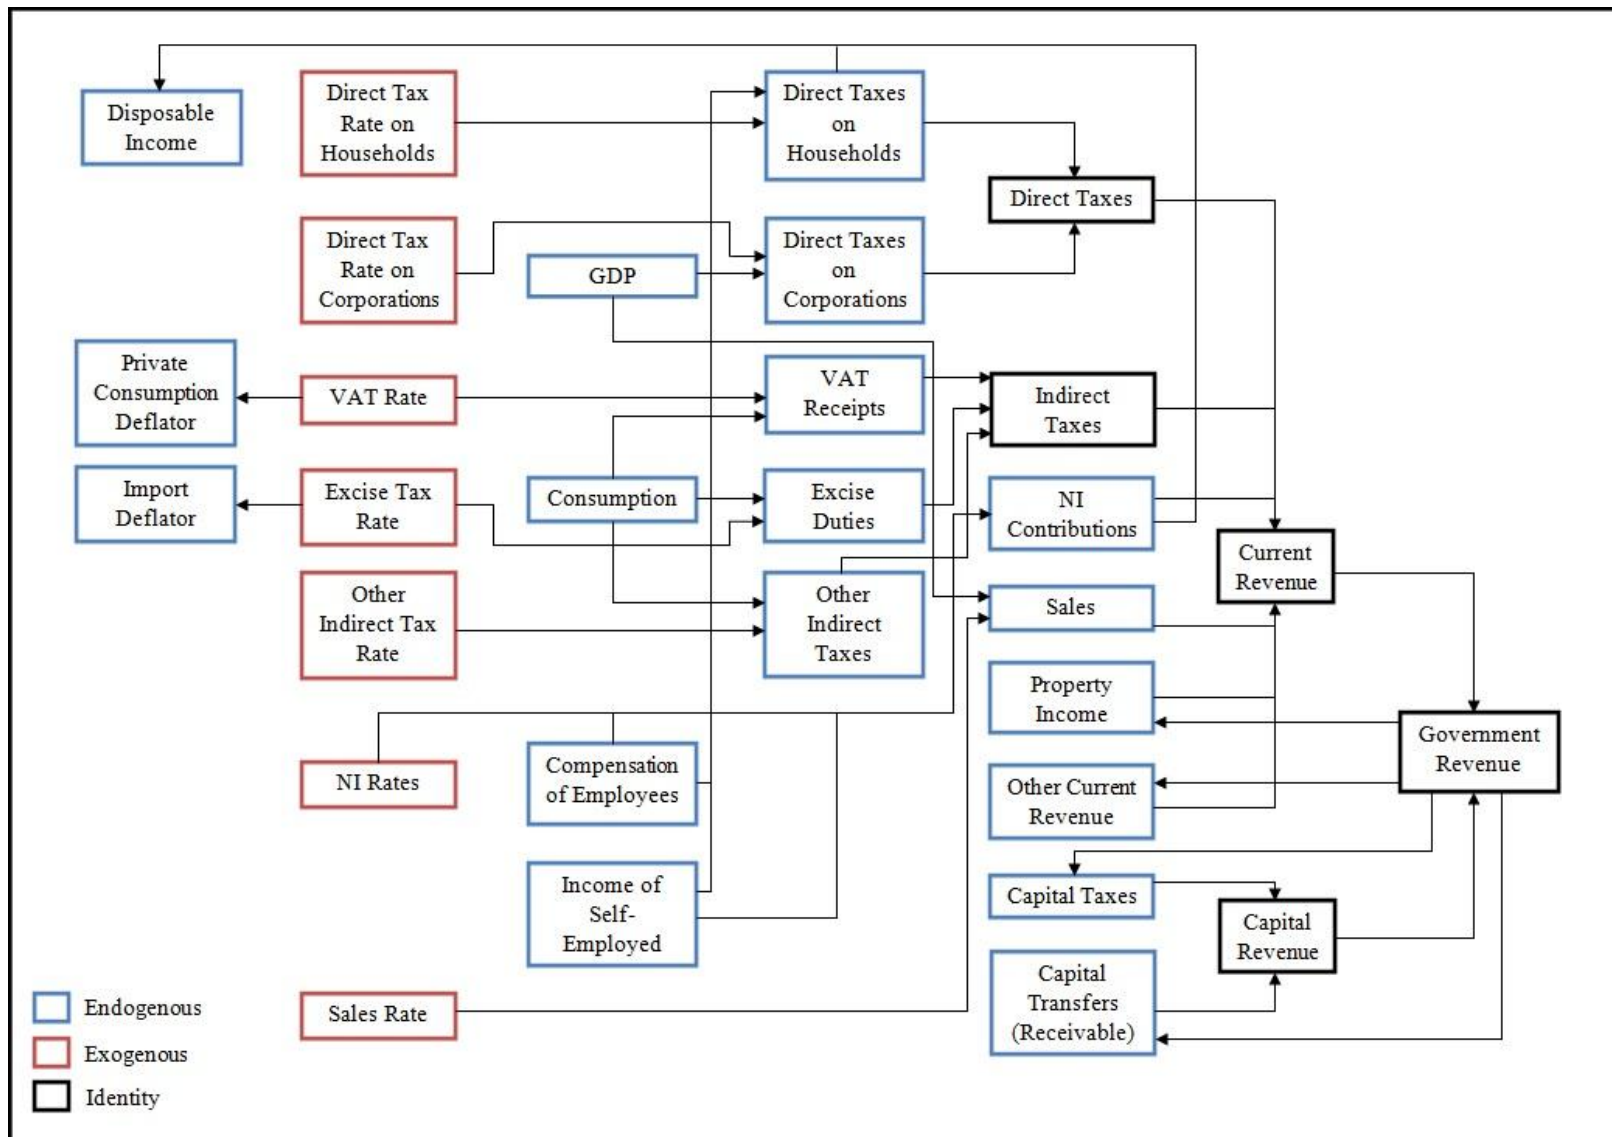 Disposable
Income
Direct Tax
Rate on
Households
Direct Taxes
on
Households
Direct Taxes
Direct Tax
Rate on
Corporations
GDP
Direct Taxes
on
Corporations
Private
Consumption
Deflator
VAT Rate
VAT
Receipts
Indirect
Taxes
Import
Deflator
Excise Tax
Rate
Consumption
Excise
Duties
NI
Contributions
Current
Revenue
Other
Indirect Tax
Rate
Other
Indirect
Taxes
Sales
Property
Income
Government
Revenue
NI Rates
Compensation
of Employees
Other Current
Revenue
Income of
Self-
Employed
Capital Taxes
Capital
Revenue
Sales Rate
Capital
Transfers
(Receivable)
Endogenous
Exogenous
Identity